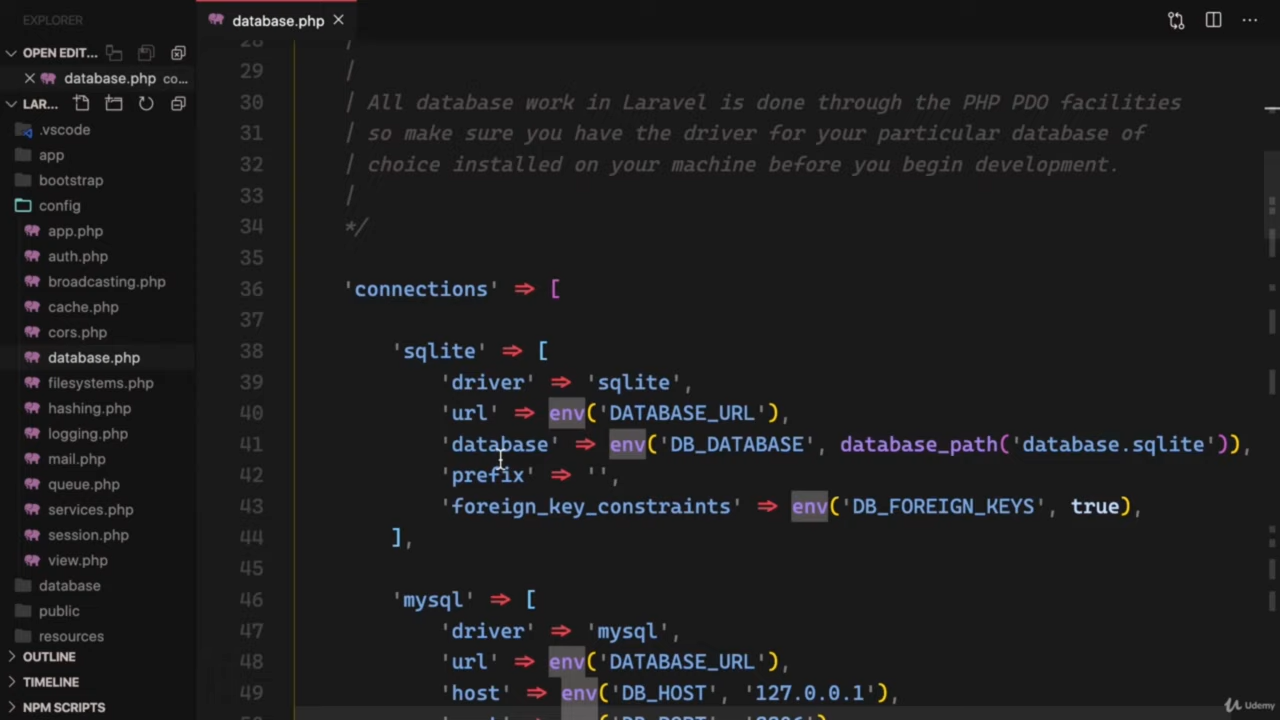 EXPLORER
OPEN EDIT...
database.php co...
LAR...
.vscode
app
bootstrap
config
app.php
auth.php
broadcasting.php
cache.php
cors.php
database.php
filesystems.php
hashing.php
logging.php
mail.php
queue.php
services.php
session.php
view.php
database
public
resources
OUTLINE
TIMELINE
NPM SCRIPTS
database.php
28 |
29 |
30 | All database work in Laravel is done through the PHP PDO facilities
31 | so make sure you have the driver for your particular database of
32 | choice installed on your machine before you begin development.
33 |
34 */
35
36 'connections' => [
37
38 'sqlite' => [
39 'driver' => 'sqlite',
40 'url' => env('DATABASE_URL'),
41 'database' => env('DB_DATABASE', database_path('database.sqlite')),
42 'prefix' => '',
43 'foreign_key_constraints' => env('DB_FOREIGN_KEYS', true),
44 ],
45
46 'mysql' => [
47 'driver' => 'mysql',
48 'url' => env('DATABASE_URL'),
49 'host' => env('DB_HOST', '127.0.0.1'),
Udemy